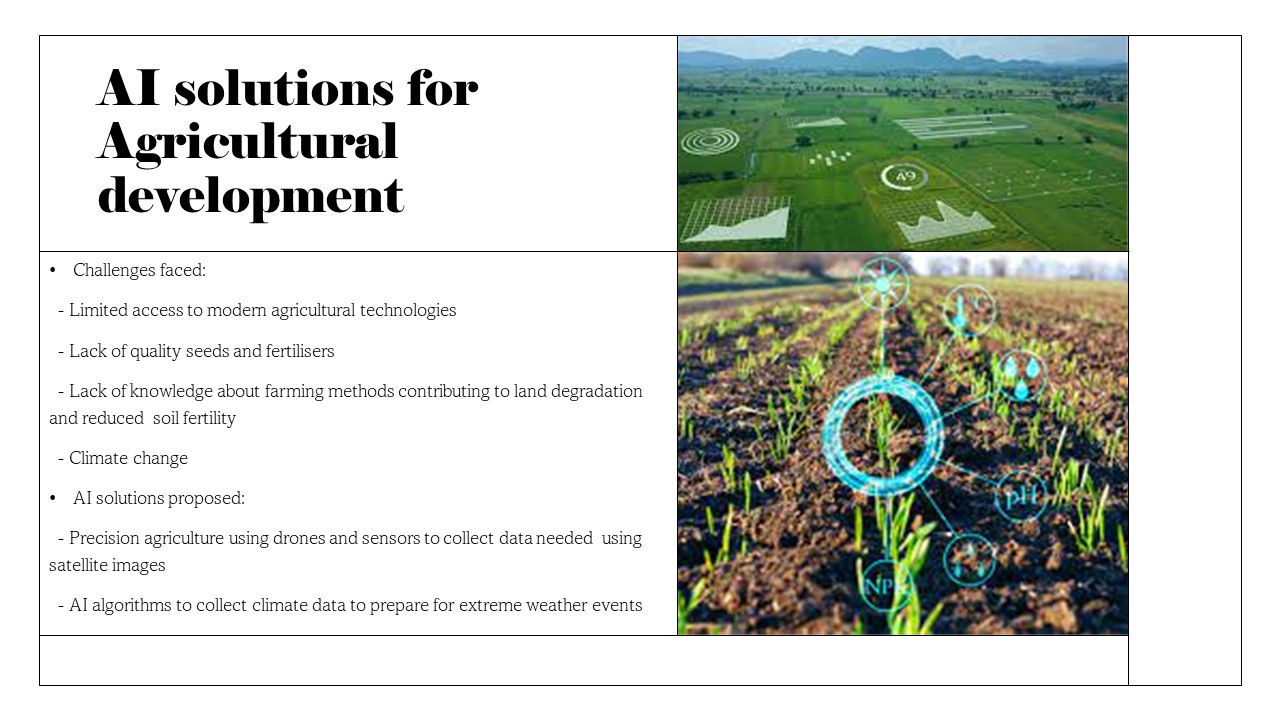 AI solutions for
Agricultural
development
49
• Challenges faced:
- Limited access to modern agricultural technologies
- Lack of quality seeds and fertilisers
- Lack of knowledge about farming methods contributing to land degradation
and reduced  soil fertility
- Climate change
• AI solutions proposed:
- Precision agriculture using drones and sensors to collect data needed  using
satellite images
- AI algorithms to collect climate data to prepare for extreme weather events
°C
pH
NPK